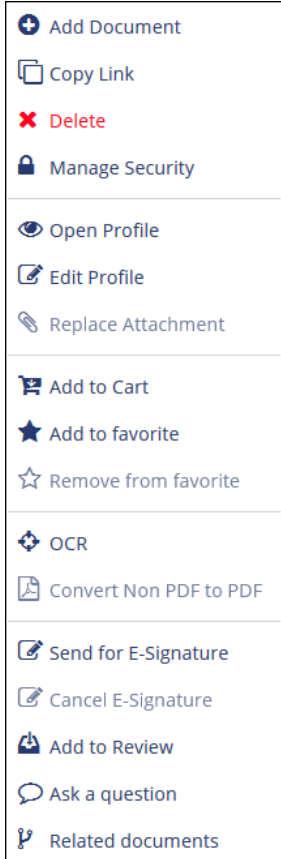 Add Document
Copy Link
Delete
Manage Security
Open Profile
Edit Profile
Replace Attachment
Add to Cart
Add to favorite
Remove from favorite
OCR
Convert Non PDF to PDF
Send for E-Signature
Cancel E-Signature
Add to Review
Ask a question
Related documents